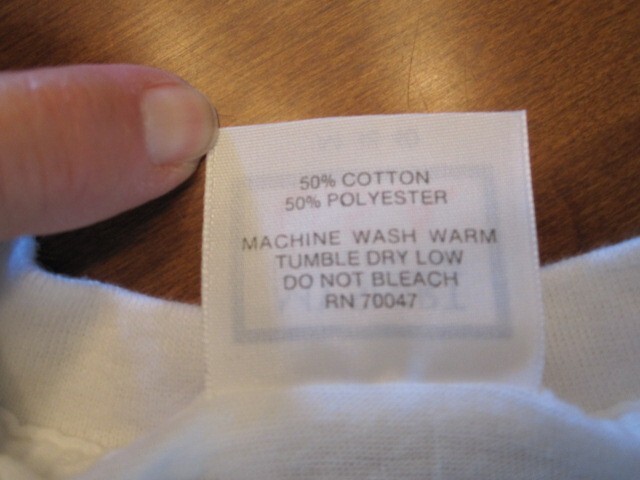 50% COTTON
50% POLYESTER
MACHINE WASH WARM
TUMBLE DRY LOW
DO NOT BLEACH
RN 70047